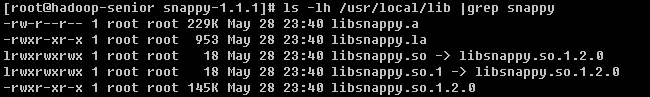 [root@hadoop-senior snappy-1.1.1]# ls -lh /usr/local/lib |grep snappy
-rw-r--r-- 1 root root 229K May 28 23:40 libsnappy.a
-rwxr-xr-x 1 root root  953 May 28 23:40 libsnappy.la
lrwxrwxrwx 1 root root   18 May 28 23:40 libsnappy.so -> libsnappy.so.1.2.0
lrwxrwxrwx 1 root root   18 May 28 23:40 libsnappy.so.1 -> libsnappy.so.1.2.0
-rwxr-xr-x 1 root root 145K May 28 23:40 libsnappy.so.1.2.0